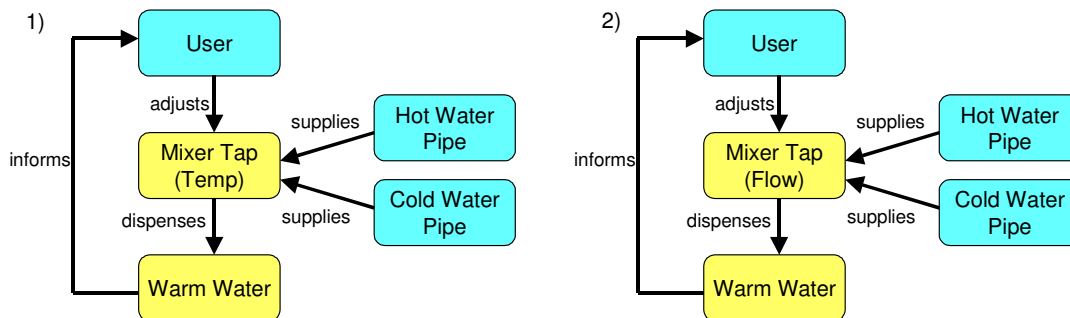 1)
User
adjusts
supplies
Hot Water
Pipe
informs
Mixer Tap
(Temp)
Cold Water
Pipe
supplies
dispenses
Warm Water
2)
User
adjusts
supplies
Hot Water
Pipe
informs
Mixer Tap
(Flow)
Cold Water
Pipe
supplies
dispenses
Warm Water